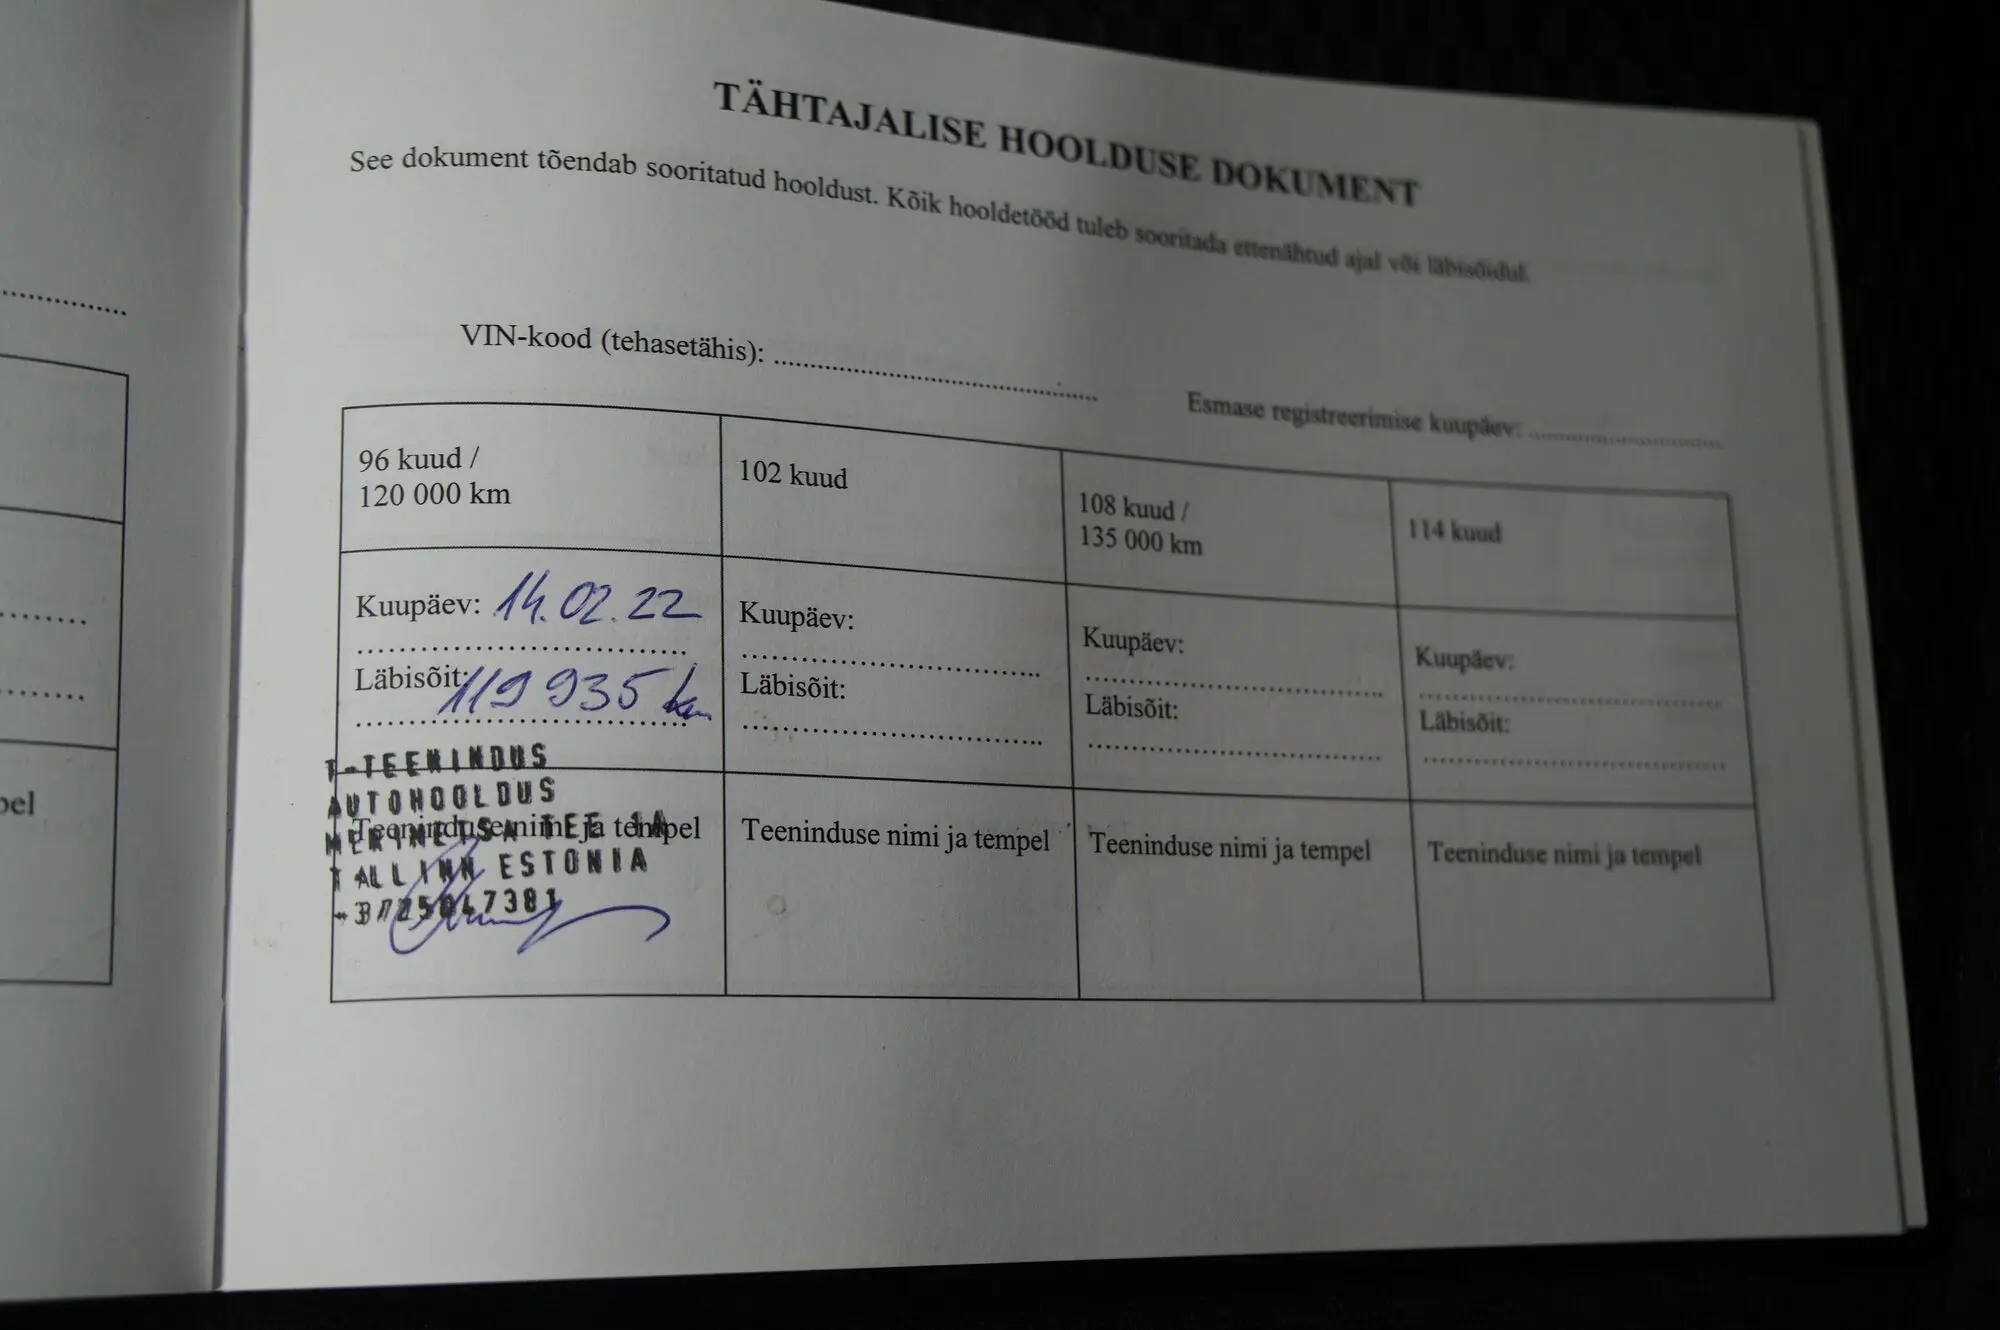 TÄHTAJALISE HOOLDUSE DOKUMENT
See dokument tõendab sooritatud hooldust. Kõik hooldetööd tuleb sooritada ettenähtud ajal või läbisõidul.
VIN-kood (tehasetähis): ..........
Esmase registreerimise kuupäev: ..........
96 kuud /
120 000 km
102 kuud
108 kuud /
135 000 km
114 kuud
Kuupäev: 14.02.22
Läbisõit: 119 935 km
Kuupäev:
Läbisõit:
Kuupäev:
Läbisõit:
Kuupäev:
Läbisõit:
T-TEENINDUS
AUTOHOOLDUS
Teeninduse nimi ja tempel
TALLINN ESTONIA
Teeninduse nimi ja tempel
Teeninduse nimi ja tempel
Teeninduse nimi ja tempel
pel